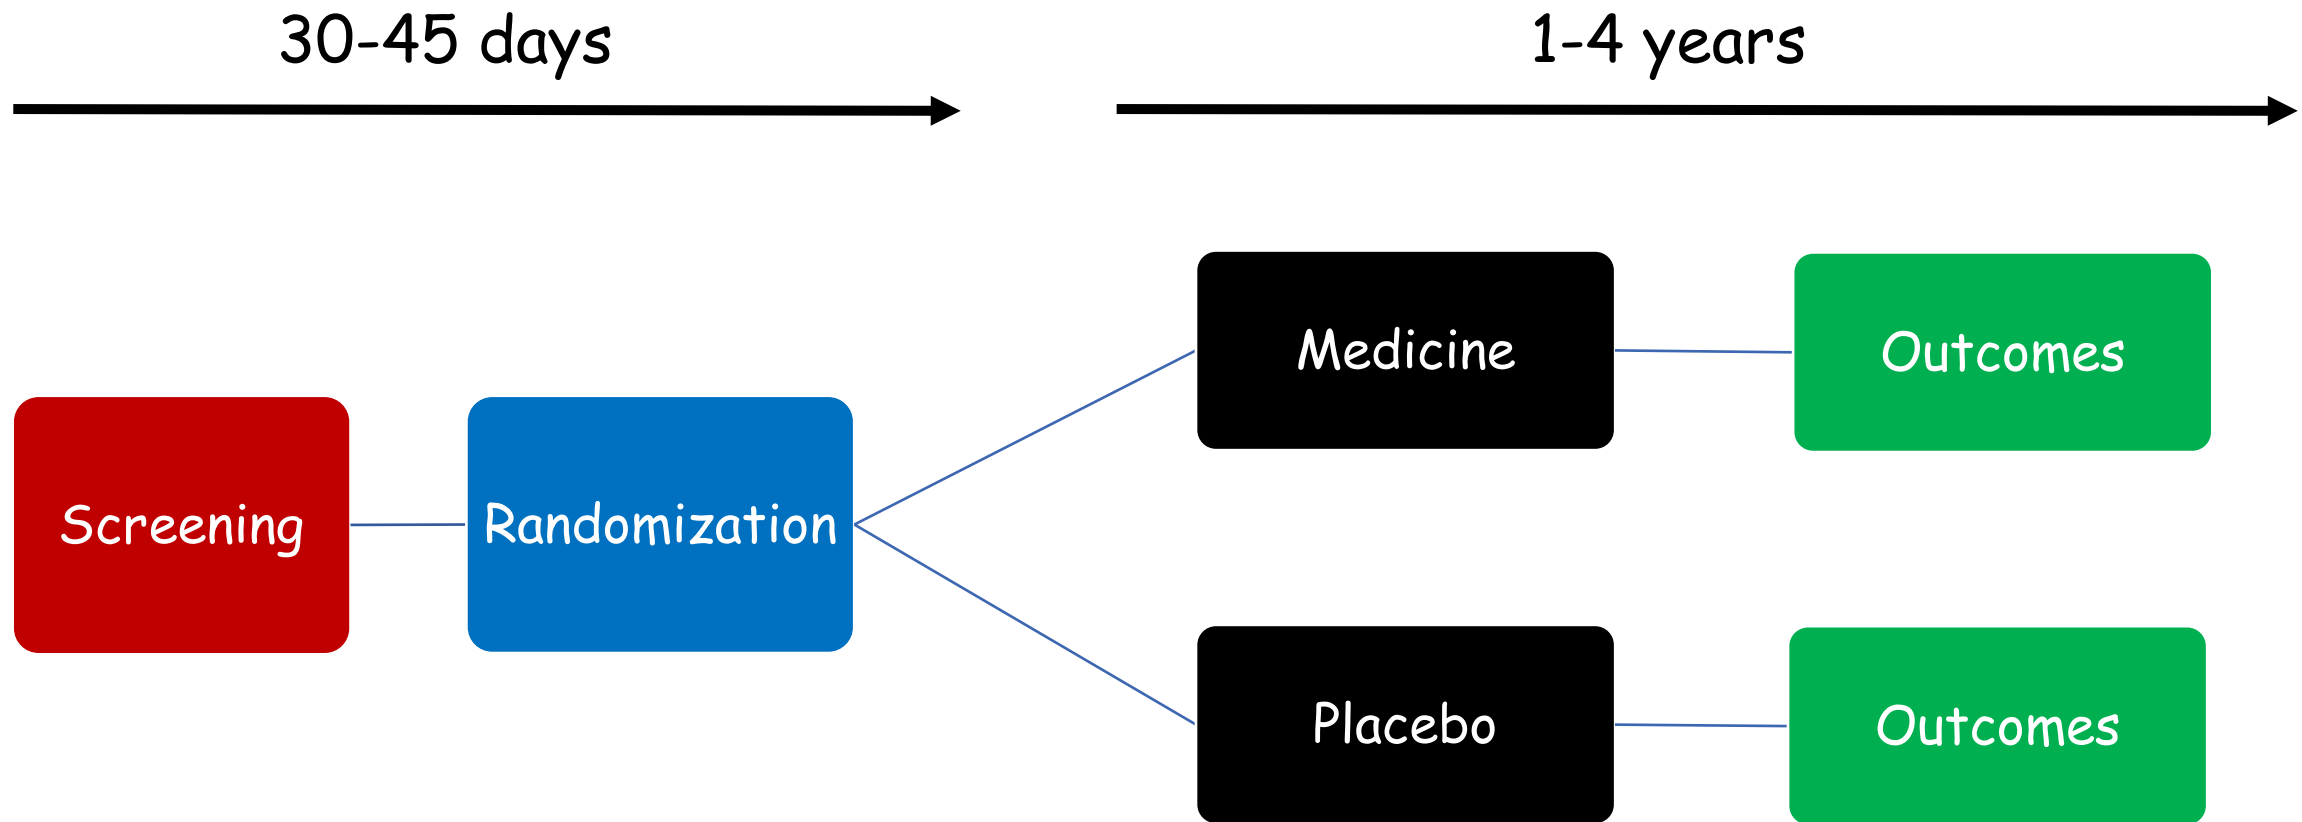 30-45 days
1-4 years
Medicine
Outcomes
Screening
Randomization
Placebo
Outcomes